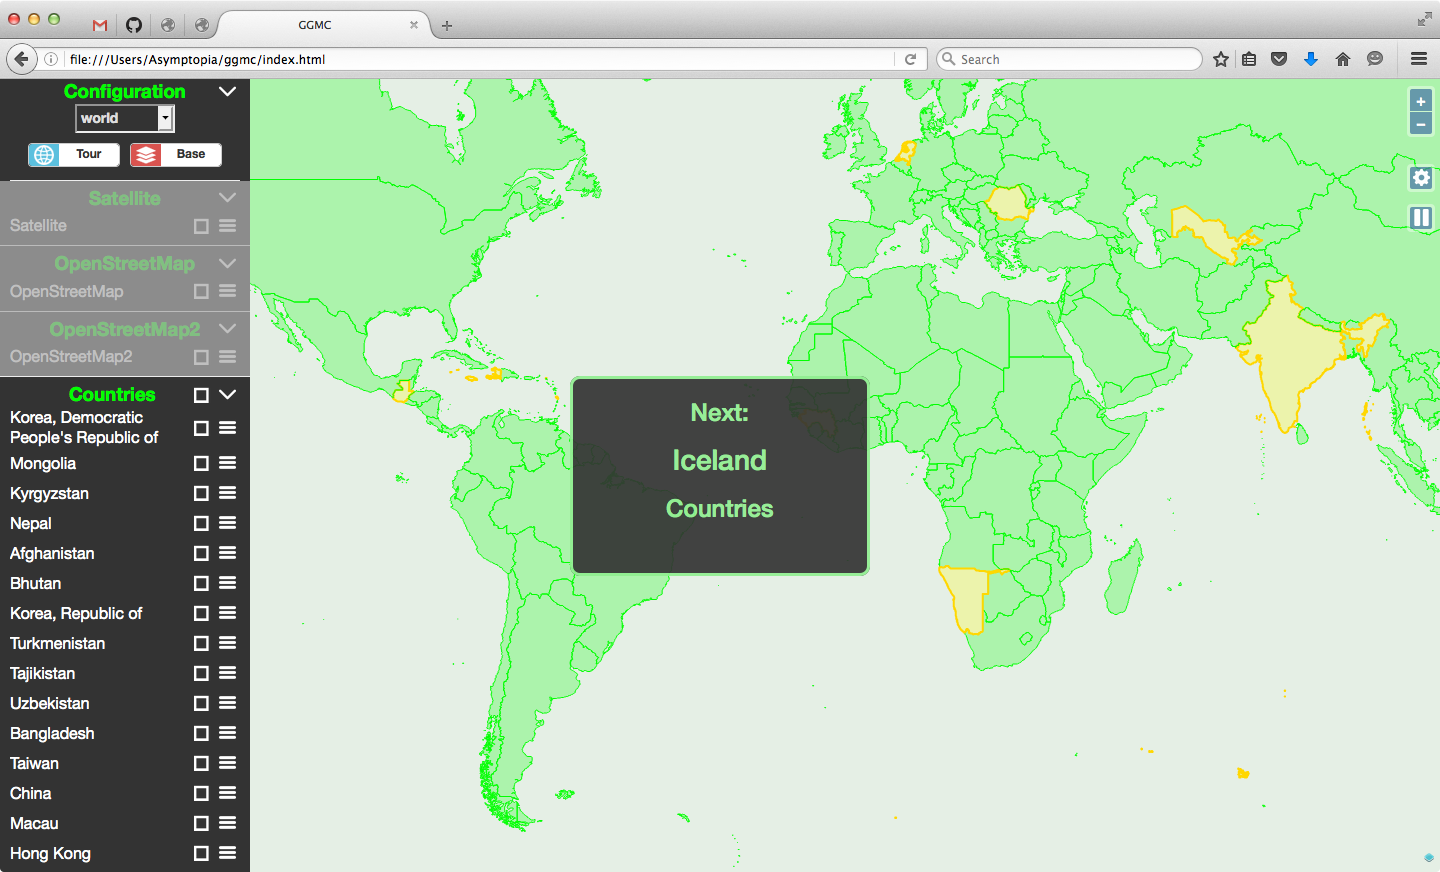 GGMC
file:///Users/Asymptopia/ggmc/index.html
Search
Configuration
world
Tour
Base
Satellite
Satellite
OpenStreetMap
OpenStreetMap
OpenStreetMap2
OpenStreetMap2
Countries
Korea, Democratic
People's Republic of
Mongolia
Kyrgyzstan
Nepal
Afghanistan
Bhutan
Korea, Republic of
Turkmenistan
Tajikistan
Uzbekistan
Bangladesh
Taiwan
China
Macau
Hong Kong
Next:
Iceland
Countries
+
−